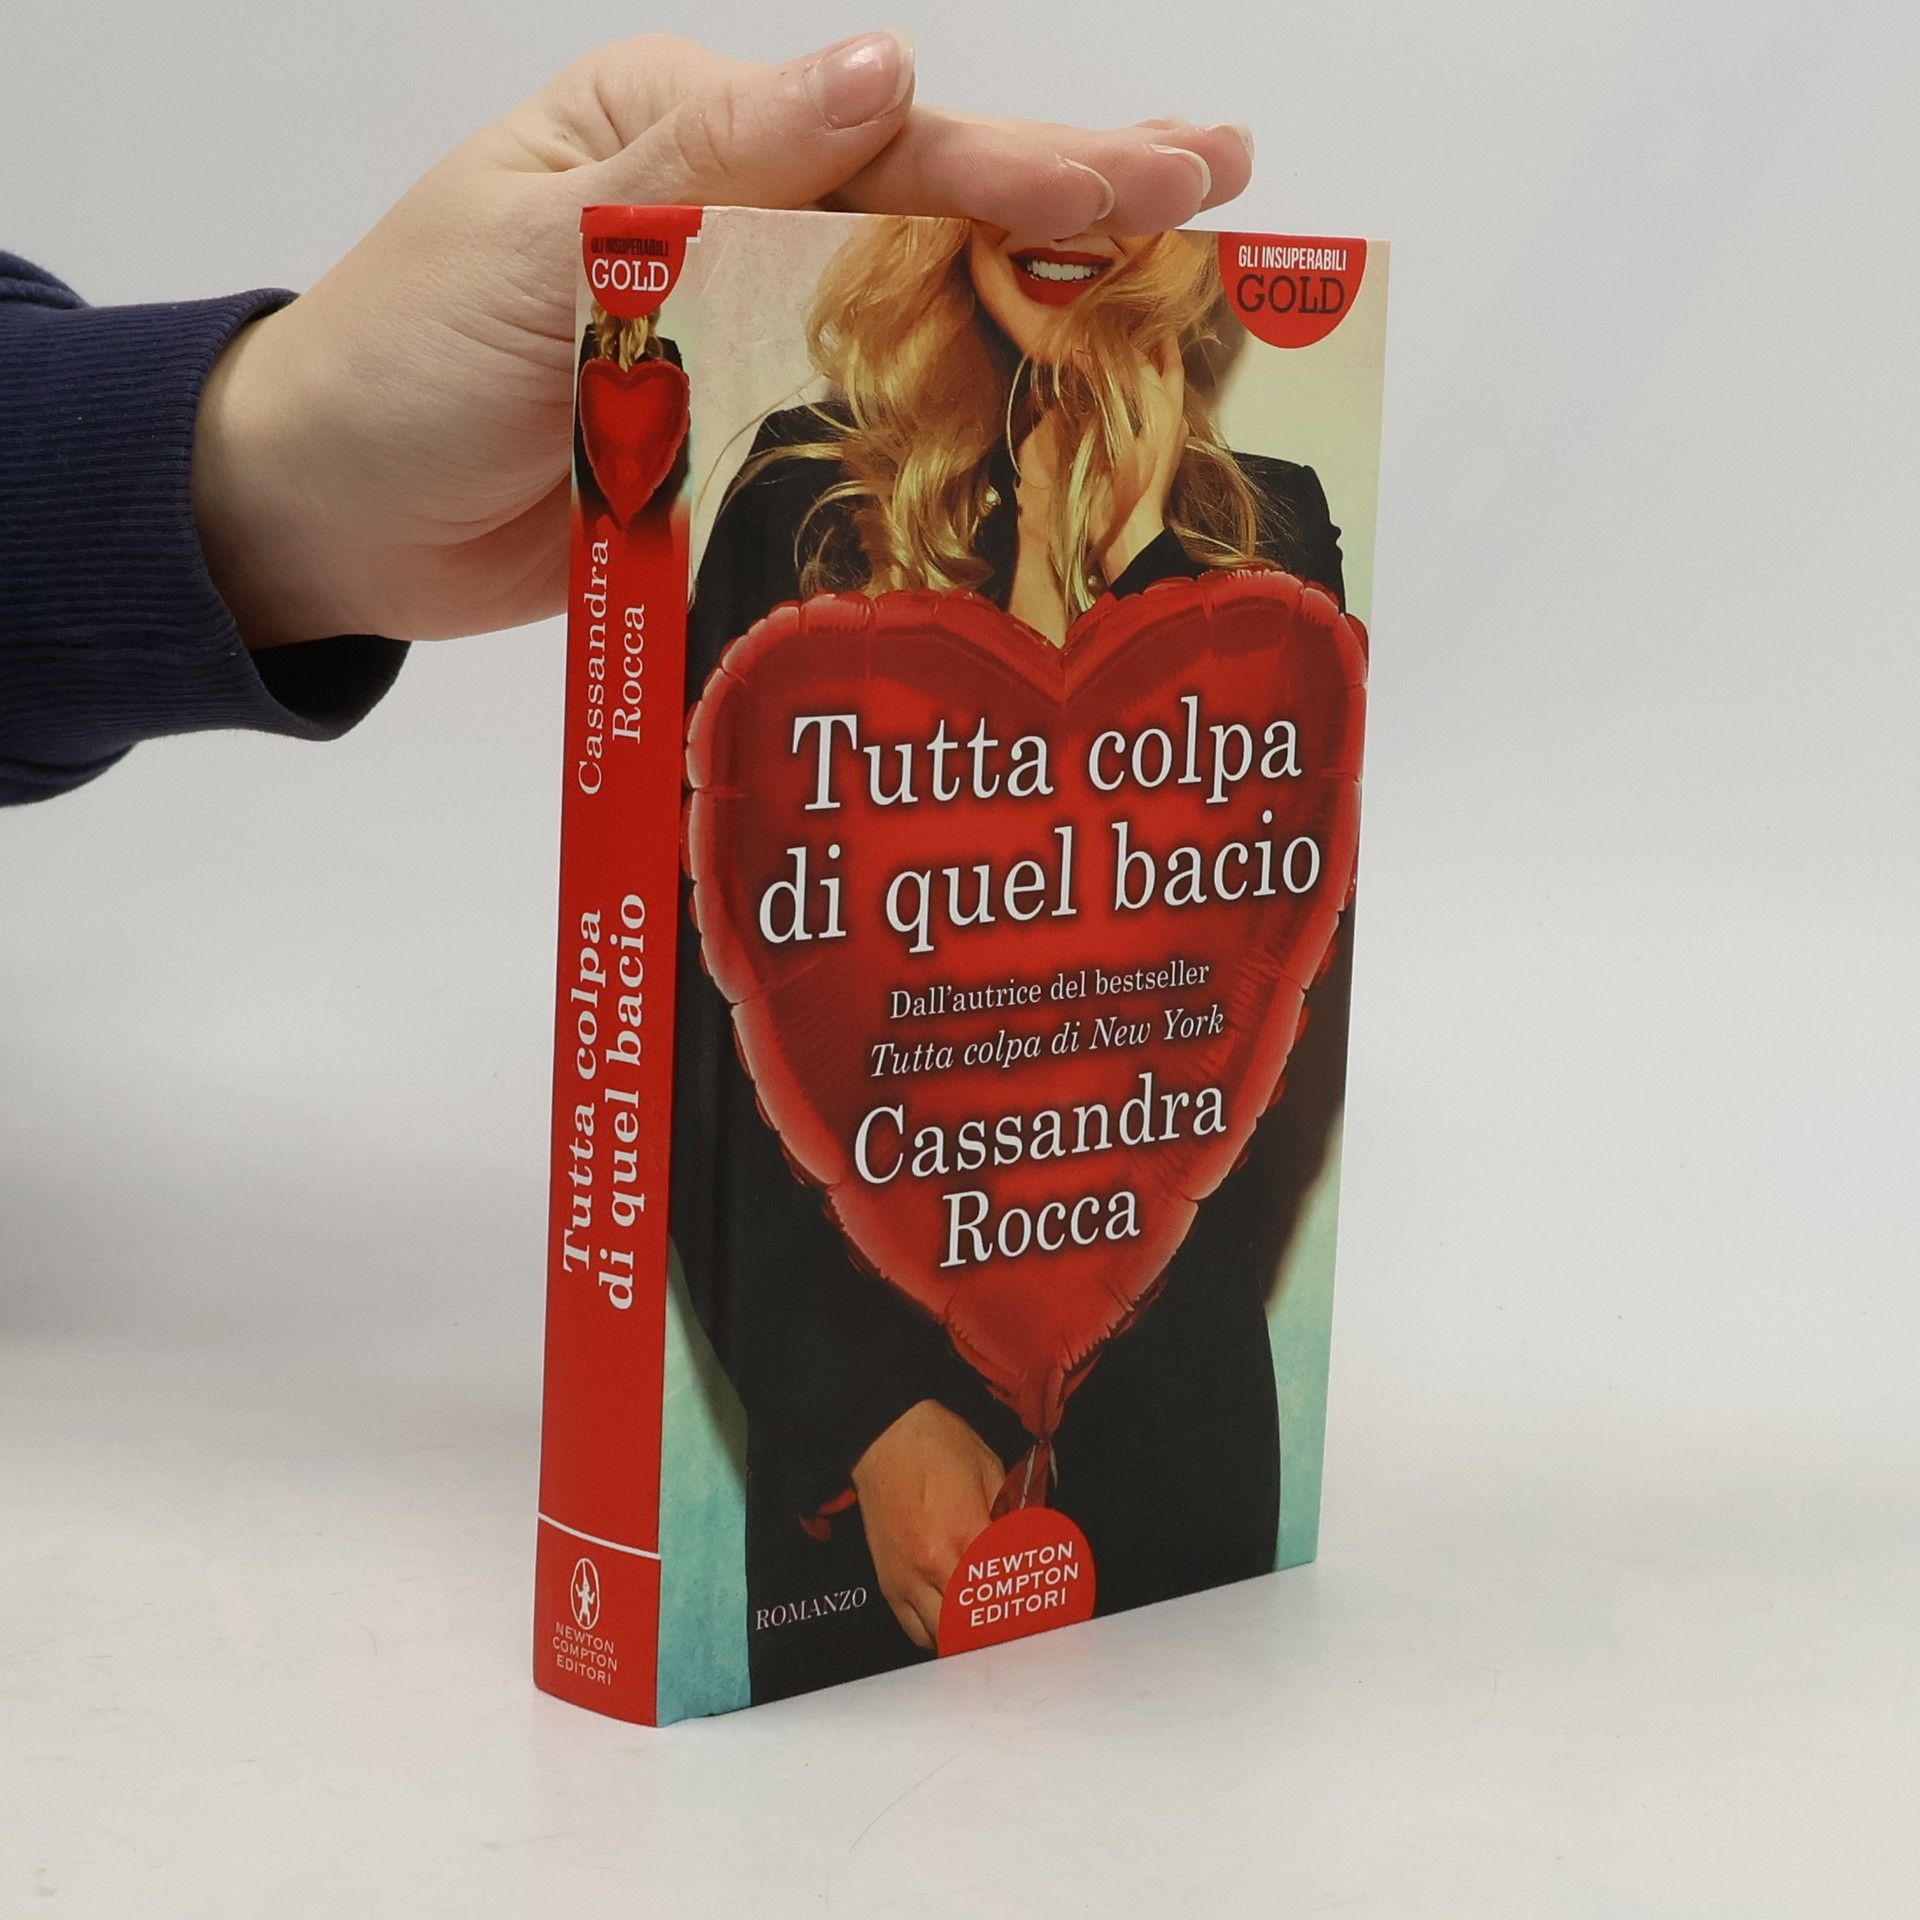 GLI INSUPERABILI
GOLD
Cassandra
Rocca
Tutta colpa
di quel bacio
NEWTON
COMPTON
EDITORI
GLI INSUPERABILI
GOLD
Tutta colpa
di quel bacio
Dall'autrice del bestseller
Tutta colpa di New York
Cassandra
Rocca
ROMANZO
NEWTON
COMPTON
EDITORI